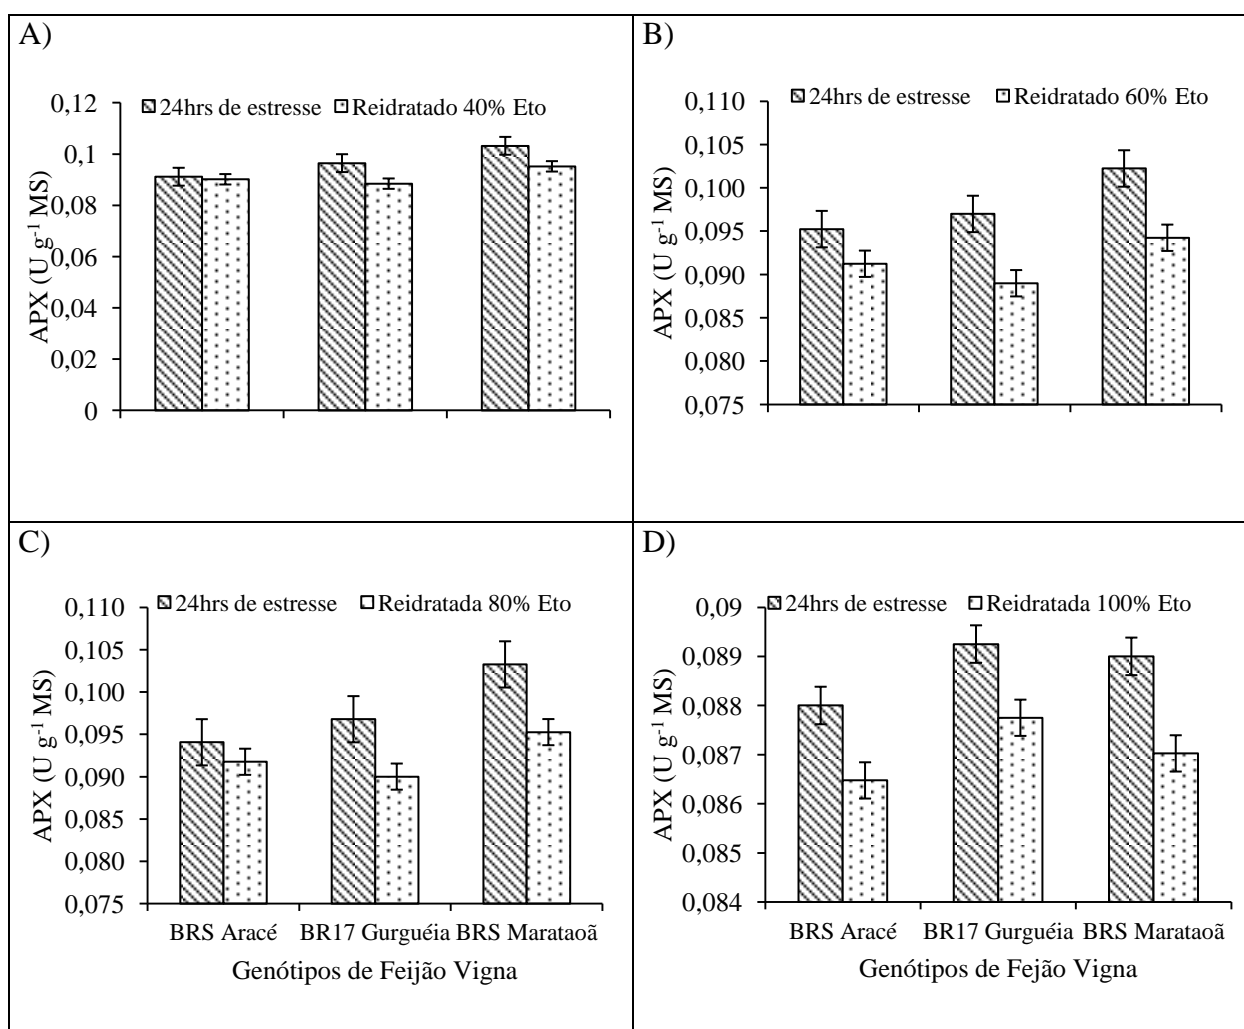 A)
24hrs de estresse Reidratado 40% Eto
APX (U g⁻¹ MS)
0,12
0,1
0,08
0,06
0,04
0,02
0
B)
24hrs de estresse Reidratado 60% Eto
APX (U g⁻¹ MS)
0,110
0,105
0,100
0,095
0,090
0,085
0,080
0,075
C)
24hrs de estresse Reidratada 80% Eto
APX (U g⁻¹ MS)
0,110
0,105
0,100
0,095
0,090
0,085
0,080
0,075
BRS Aracé BR17 Gurguéia BRS Marataoã
Genótipos de Feijão Vigna
D)
24hrs de estresse Reidratada 100% Eto
APX (U g⁻¹ MS)
0,09
0,089
0,088
0,087
0,086
0,085
0,084
BRS Aracé BR17 Gurguéia BRS Marataoã
Genótipos de Feijão Vigna